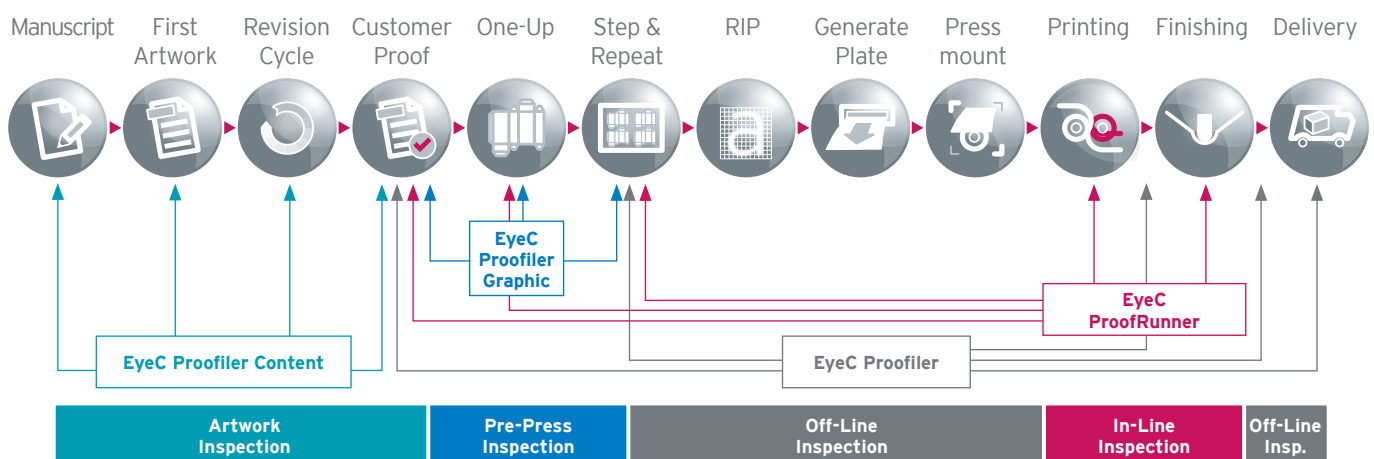 Manuscript
First
Artwork
Revision
Cycle
Customer
Proof
One-Up
Step &
Repeat
RIP
Generate
Plate
Press
mount
Printing
Finishing
Delivery
a
EyeC
Proofiler
Graphic
EyeC
ProofRunner
EyeC Proofiler Content
EyeC Proofiler
Artwork
Inspection
Pre-Press
Inspection
Off-Line
Inspection
In-Line
Inspection
Off-Line
Insp.